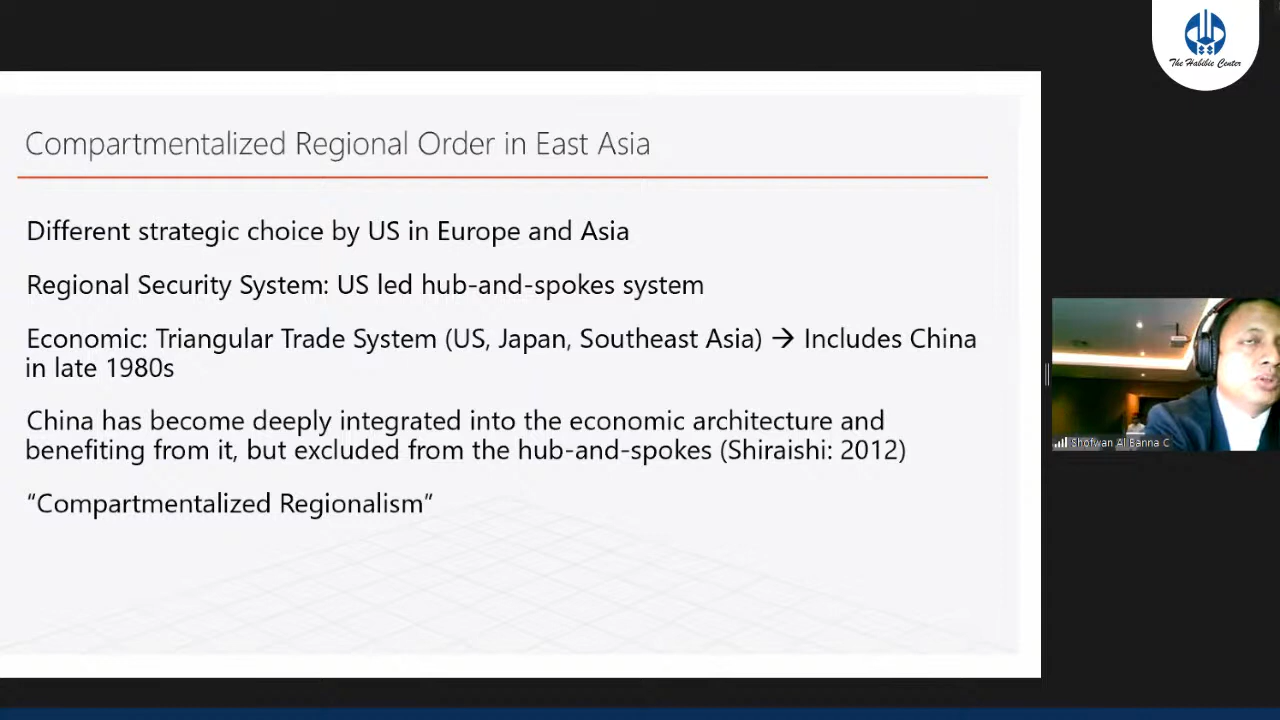 The Habibie Center
Compartmentalized Regional Order in East Asia
Different strategic choice by US in Europe and Asia
Regional Security System: US led hub-and-spokes system
Economic: Triangular Trade System (US, Japan, Southeast Asia) → Includes China
in late 1980s
China has become deeply integrated into the economic architecture and
benefiting from it, but excluded from the hub-and-spokes (Shiraishi: 2012)
“Compartmentalized Regionalism”
Shofwan Al Banna C